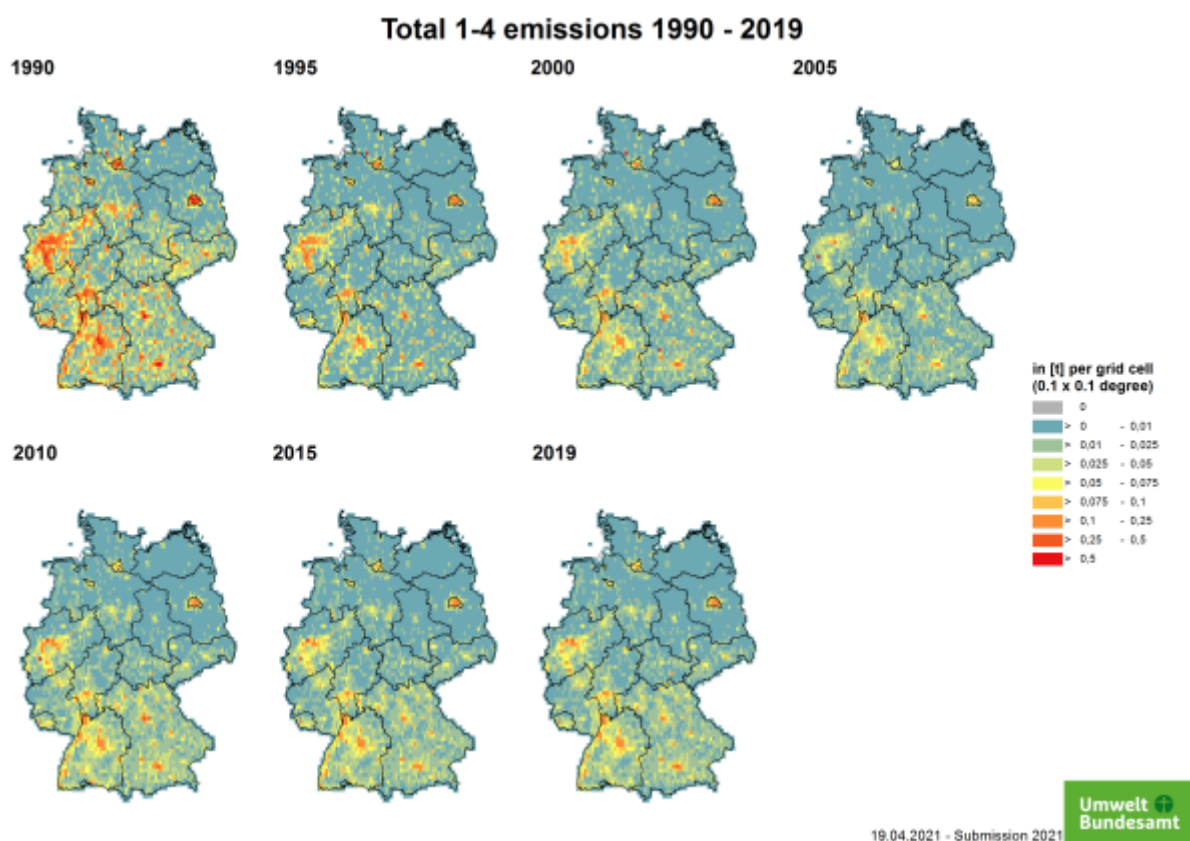 Total 1-4 emissions 1990 - 2019
1990
1995
2000
2005
in [t] per grid cell
(0.1 x 0.1 degree)
0
> 0 - 0,01
> 0,01 - 0,025
> 0,025 - 0,05
> 0,05 - 0,075
> 0,075 - 0,1
> 0,1 - 0,25
> 0,25 - 0,5
> 0,5
2010
2015
2019
Umwelt
Bundesamt
19.04.2021 - Submission 2021